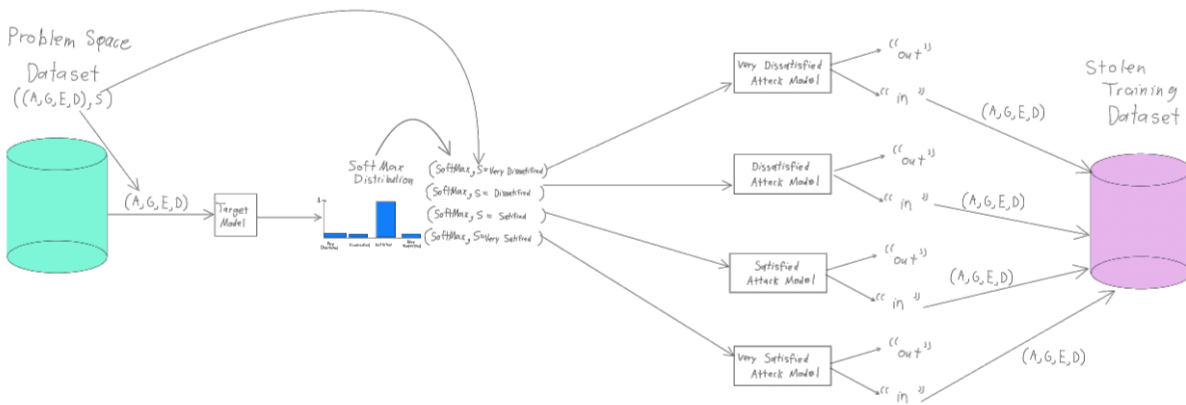 Problem Space
Dataset
((A,G,E,D),S)
(A,G,E,D)
Target
Model
SoftMax
Distribution
1
(SoftMax, S=Very Dissatisfied)
(SoftMax, S= Dissatisfied)
(SoftMax, S = Satisfied)
(SoftMax, S=Very Satisfied)
Very Dissatisfied
Attack Model
"out"
"in"
(A,G,E,D)
Dissatisfied
Attack Model
"out"
"in"
(A,G,E,D)
Satisfied
Attack Model
"out"
"in"
(A,G,E,D)
Very Satisfied
Attack Model
"out"
"in"
(A,G,E,D)
Stolen
Training
Dataset